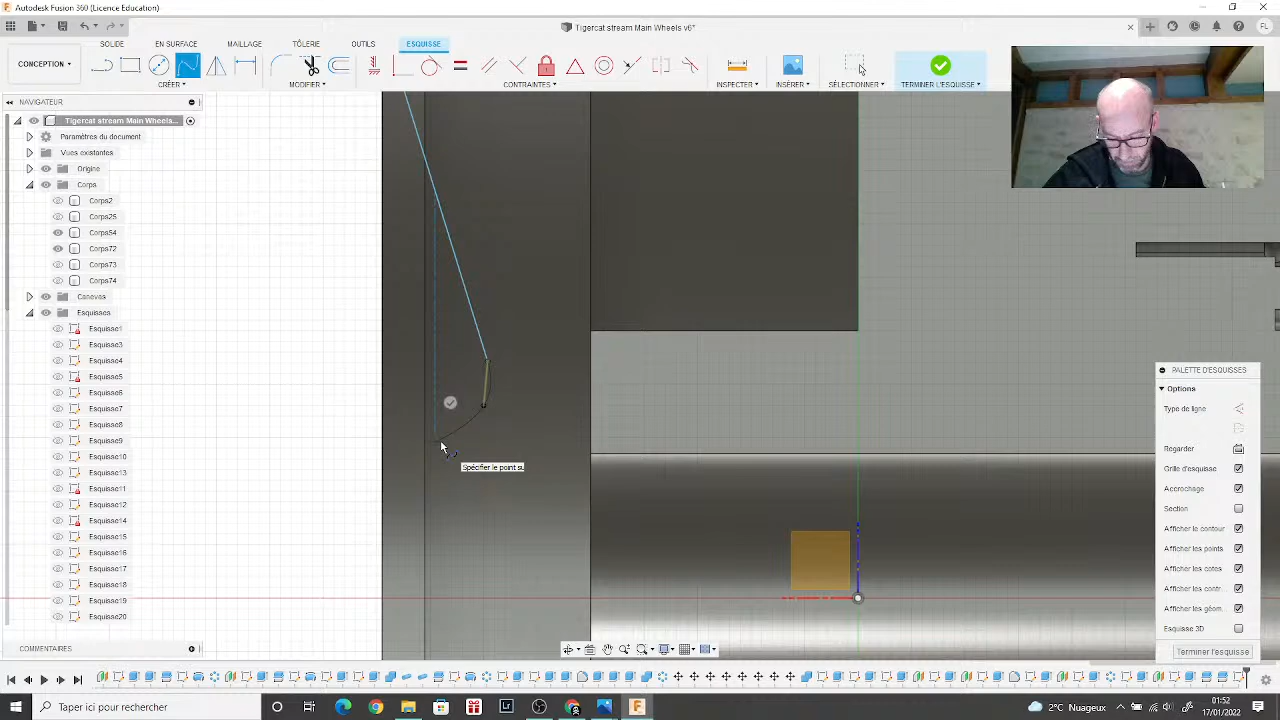 Autodesk Fusion 360 (Licence Education)
Tigercat stream Main Wheels v6*
FL
CONCEPTION
SOLIDE
EN SURFACE
MAILLAGE
TÔLERIE
OUTILS
ESQUISSE
CRÉER
MODIFIER
CONTRAINTES
INSPECTER
INSÉRER
SÉLECTIONNER
TERMINER L'ESQUISSE
NAVIGATEUR
Tigercat stream Main Wheels...
Paramètres du document
Vues existantes
Origine
Corps
Corps2
Corps25
Corps54
Corps72
Corps73
Corps74
Canevas
Esquisses
Esquisse1
Esquisse3
Esquisse4
Esquisse5
Esquisse6
Esquisse7
Esquisse8
Esquisse9
Esquisse10
Esquisse13
Esquisse11
Esquisse12
Esquisse14
Esquisse15
Esquisse16
Esquisse17
Esquisse18
Esquisse19
Esquisse20
COMMENTAIRES
Spécifier le point su
PALETTE D'ESQUISSES
Options
Type de ligne
Regarder
Grille d'esquisse
Accrochage
Section
Afficher le contour
Afficher les points
Afficher les cotes
Afficher les contr...
Afficher les géom...
Esquisse 3D
Terminer l'esquisse
Taper ici pour rechercher
2°C Nuageux
01:52
17/01/2022